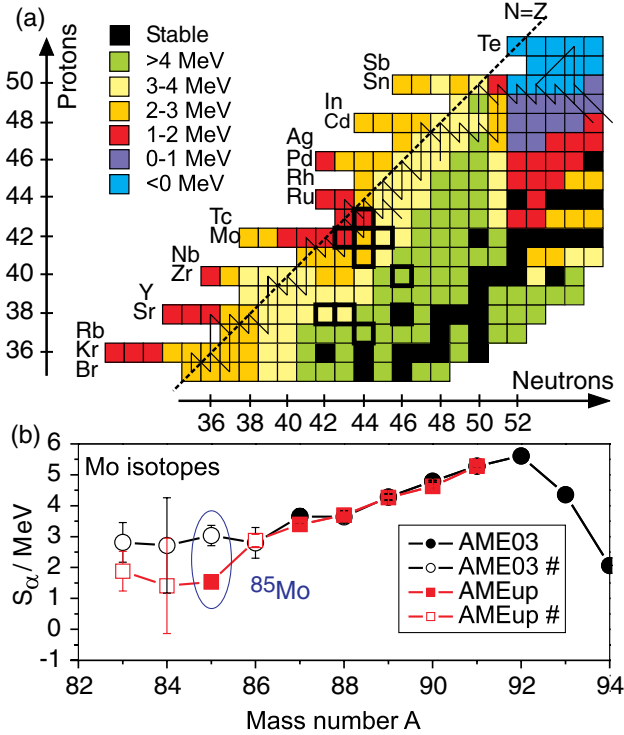 (a)
N=Z
Protons
Stable
>4 MeV
3-4 MeV
2-3 MeV
1-2 MeV
0-1 MeV
<0 MeV
Te
Sb
Sn
In
Cd
Ag
Pd
Rh
Ru
Tc
Mo
Nb
Zr
Y
Sr
Rb
Kr
Br
50
48
46
44
42
40
38
36
Neutrons
36 38 40 42 44 46 48 50 52
(b)
Mo isotopes
Sα / MeV
6
5
4
3
2
1
0
-1
⁸⁵Mo
AME03
AME03 #
AMEup
AMEup #
82 84 86 88 90 92 94
Mass number A